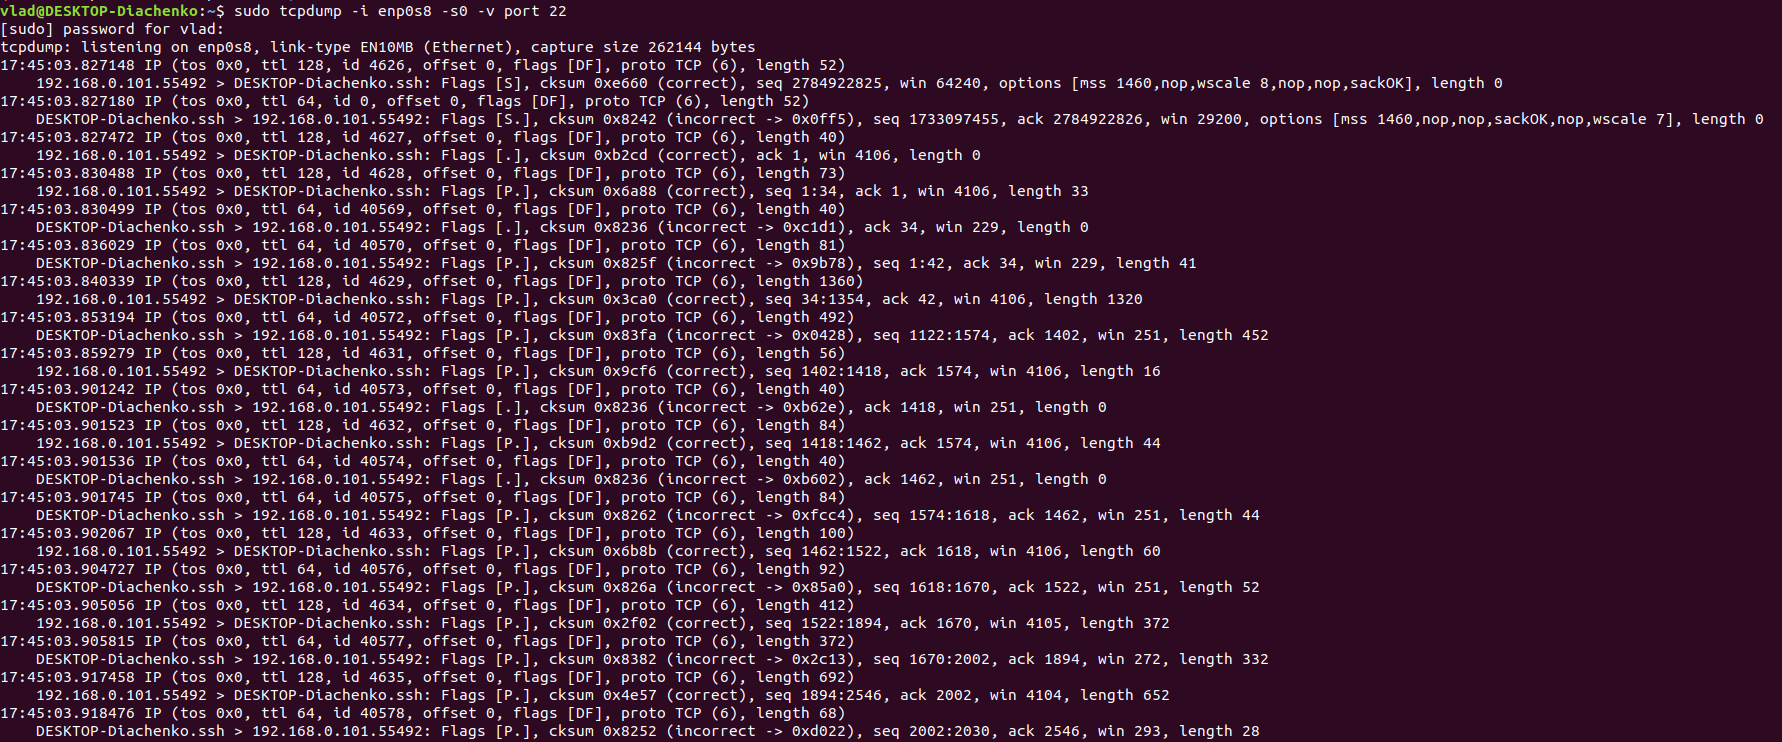 vlad@DESKTOP-Diachenko:~$ sudo tcpdump -i enp0s8 -s0 -v port 22
[sudo] password for vlad:
tcpdump: listening on enp0s8, link-type EN10MB (Ethernet), capture size 262144 bytes
17:45:03.827148 IP (tos 0x0, ttl 128, id 4626, offset 0, flags [DF], proto TCP (6), length 52)
    192.168.0.101.55492 > DESKTOP-Diachenko.ssh: Flags [S], cksum 0xe660 (correct), seq 2784922825, win 64240, options [mss 1460,nop,wscale 8,nop,nop,sackOK], length 0
17:45:03.827180 IP (tos 0x0, ttl 64, id 0, offset 0, flags [DF], proto TCP (6), length 52)
    DESKTOP-Diachenko.ssh > 192.168.0.101.55492: Flags [S.], cksum 0x8242 (incorrect -> 0x0ff5), seq 1733097455, ack 2784922826, win 29200, options [mss 1460,nop,nop,sackOK,nop,wscale 7], length 0
17:45:03.827472 IP (tos 0x0, ttl 128, id 4627, offset 0, flags [DF], proto TCP (6), length 40)
    192.168.0.101.55492 > DESKTOP-Diachenko.ssh: Flags [.], cksum 0xb2cd (correct), ack 1, win 4106, length 0
17:45:03.830488 IP (tos 0x0, ttl 128, id 4628, offset 0, flags [DF], proto TCP (6), length 73)
    192.168.0.101.55492 > DESKTOP-Diachenko.ssh: Flags [P.], cksum 0x6a88 (correct), seq 1:34, ack 1, win 4106, length 33
17:45:03.830499 IP (tos 0x0, ttl 64, id 40569, offset 0, flags [DF], proto TCP (6), length 40)
    DESKTOP-Diachenko.ssh > 192.168.0.101.55492: Flags [.], cksum 0x8236 (incorrect -> 0xc1d1), ack 34, win 229, length 0
17:45:03.836029 IP (tos 0x0, ttl 64, id 40570, offset 0, flags [DF], proto TCP (6), length 81)
    DESKTOP-Diachenko.ssh > 192.168.0.101.55492: Flags [P.], cksum 0x825f (incorrect -> 0x9b78), seq 1:42, ack 34, win 229, length 41
17:45:03.840339 IP (tos 0x0, ttl 128, id 4629, offset 0, flags [DF], proto TCP (6), length 1360)
    192.168.0.101.55492 > DESKTOP-Diachenko.ssh: Flags [P.], cksum 0x3ca0 (correct), seq 34:1354, ack 42, win 4106, length 1320
17:45:03.853194 IP (tos 0x0, ttl 64, id 40572, offset 0, flags [DF], proto TCP (6), length 492)
    DESKTOP-Diachenko.ssh > 192.168.0.101.55492: Flags [P.], cksum 0x83fa (incorrect -> 0x0428), seq 1122:1574, ack 1402, win 251, length 452
17:45:03.859279 IP (tos 0x0, ttl 128, id 4631, offset 0, flags [DF], proto TCP (6), length 56)
    192.168.0.101.55492 > DESKTOP-Diachenko.ssh: Flags [P.], cksum 0x9cf6 (correct), seq 1402:1418, ack 1574, win 4106, length 16
17:45:03.901242 IP (tos 0x0, ttl 64, id 40573, offset 0, flags [DF], proto TCP (6), length 40)
    DESKTOP-Diachenko.ssh > 192.168.0.101.55492: Flags [.], cksum 0x8236 (incorrect -> 0xb62e), ack 1418, win 251, length 0
17:45:03.901523 IP (tos 0x0, ttl 128, id 4632, offset 0, flags [DF], proto TCP (6), length 84)
    192.168.0.101.55492 > DESKTOP-Diachenko.ssh: Flags [P.], cksum 0xb9d2 (correct), seq 1418:1462, ack 1574, win 4106, length 44
17:45:03.901536 IP (tos 0x0, ttl 64, id 40574, offset 0, flags [DF], proto TCP (6), length 40)
    DESKTOP-Diachenko.ssh > 192.168.0.101.55492: Flags [.], cksum 0x8236 (incorrect -> 0xb602), ack 1462, win 251, length 0
17:45:03.901745 IP (tos 0x0, ttl 64, id 40575, offset 0, flags [DF], proto TCP (6), length 84)
    DESKTOP-Diachenko.ssh > 192.168.0.101.55492: Flags [P.], cksum 0x8262 (incorrect -> 0xfcc4), seq 1574:1618, ack 1462, win 251, length 44
17:45:03.902067 IP (tos 0x0, ttl 128, id 4633, offset 0, flags [DF], proto TCP (6), length 100)
    192.168.0.101.55492 > DESKTOP-Diachenko.ssh: Flags [P.], cksum 0x6b8b (correct), seq 1462:1522, ack 1618, win 4106, length 60
17:45:03.904727 IP (tos 0x0, ttl 64, id 40576, offset 0, flags [DF], proto TCP (6), length 92)
    DESKTOP-Diachenko.ssh > 192.168.0.101.55492: Flags [P.], cksum 0x826a (incorrect -> 0x85a0), seq 1618:1670, ack 1522, win 251, length 52
17:45:03.905056 IP (tos 0x0, ttl 128, id 4634, offset 0, flags [DF], proto TCP (6), length 412)
    192.168.0.101.55492 > DESKTOP-Diachenko.ssh: Flags [P.], cksum 0x2f02 (correct), seq 1522:1894, ack 1670, win 4105, length 372
17:45:03.905815 IP (tos 0x0, ttl 64, id 40577, offset 0, flags [DF], proto TCP (6), length 372)
    DESKTOP-Diachenko.ssh > 192.168.0.101.55492: Flags [P.], cksum 0x8382 (incorrect -> 0x2c13), seq 1670:2002, ack 1894, win 272, length 332
17:45:03.917458 IP (tos 0x0, ttl 128, id 4635, offset 0, flags [DF], proto TCP (6), length 692)
    192.168.0.101.55492 > DESKTOP-Diachenko.ssh: Flags [P.], cksum 0x4e57 (correct), seq 1894:2546, ack 2002, win 4104, length 652
17:45:03.918476 IP (tos 0x0, ttl 64, id 40578, offset 0, flags [DF], proto TCP (6), length 68)
    DESKTOP-Diachenko.ssh > 192.168.0.101.55492: Flags [P.], cksum 0x8252 (incorrect -> 0xd022), seq 2002:2030, ack 2546, win 293, length 28